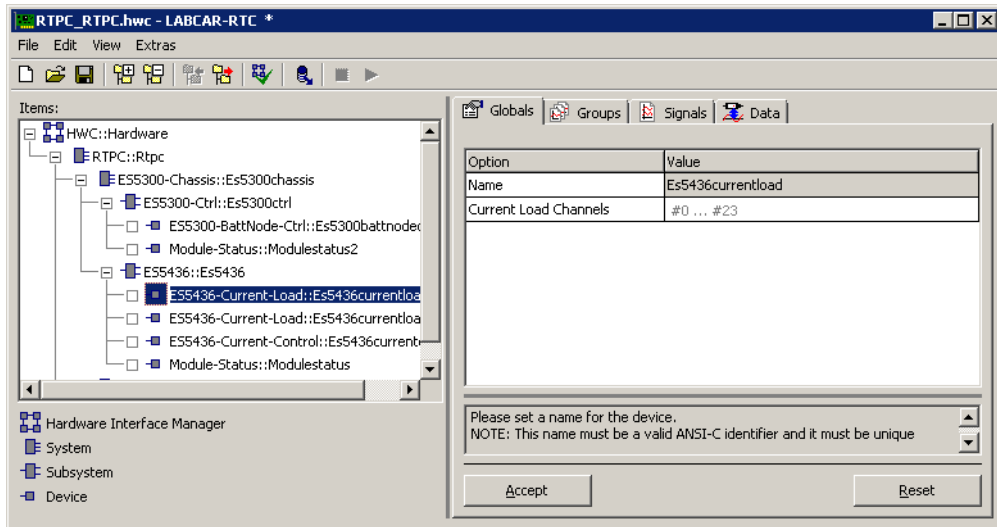 RTPC_RTPC.hwc - LABCAR-RTC *
File Edit View Extras
Items:
HWC::Hardware
RTPC::Rtpc
ES5300-Chassis::Es5300chassis
ES5300-Ctrl::Es5300ctrl
ES5300-BattNode-Ctrl::Es5300battnodec
Module-Status::Modulestatus2
ES5436::Es5436
ES5436-Current-Load::Es5436currentloa
ES5436-Current-Load::Es5436currentloa
ES5436-Current-Control::Es5436current
Module-Status::Modulestatus
Hardware Interface Manager
System
Subsystem
Device
Globals Groups Signals Data
Option Value
Name Es5436currentload
Current Load Channels #0 ... #23
Please set a name for the device.
NOTE: This name must be a valid ANSI-C identifier and it must be unique
Accept Reset